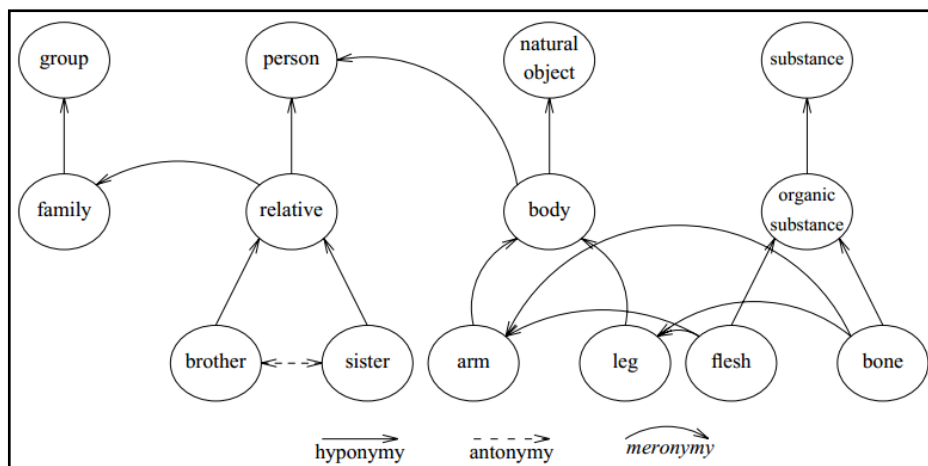 group
person
natural
object
substance
family
relative
body
organic
substance
brother
sister
arm
leg
flesh
bone
hyponymy
antonymy
meronymy